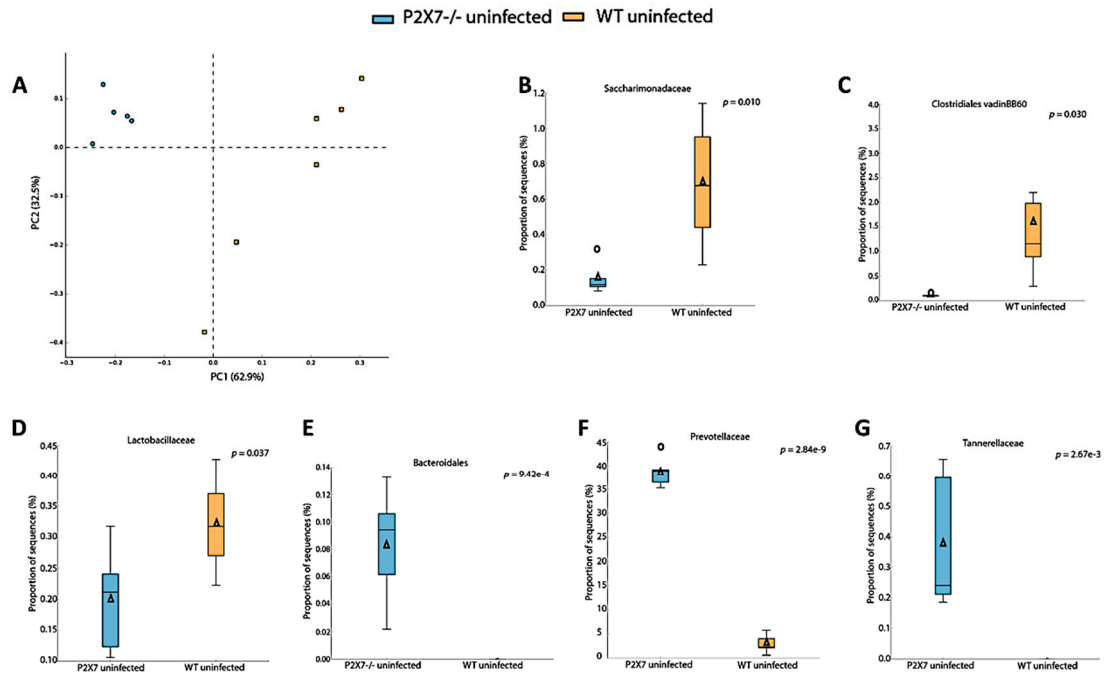 P2X7-/- uninfected WT uninfected
A
0.1
0.0
−0.1
−0.2
−0.3
−0.4
PC2 (32.5%)
−0.3 −0.2 −0.1 0.0 0.1 0.2 0.3
PC1 (62.9%)
B
Saccharimonadaceae
p = 0.010
1.2
1.0
0.8
0.6
0.4
0.2
0.0
Proportion of sequences (%)
P2X7 uninfected WT uninfected
C
Clostridiales vadinBB60
p = 0.030
4.0
3.5
3.0
2.5
2.0
1.5
1.0
0.5
0.0
Proportion of sequences (%)
P2X7-/- uninfected WT uninfected
D
Lactobacillaceae
p = 0.037
0.45
0.40
0.35
0.30
0.25
0.20
0.15
0.10
Proportion of sequences (%)
P2X7 uninfected WT uninfected
E
Bacteroidales
p = 9.42e-4
0.14
0.12
0.10
0.08
0.06
0.04
0.02
0.00
Proportion of sequences (%)
P2X7-/- uninfected WT uninfected
F
Prevotellaceae
p = 2.84e-9
45
40
35
30
25
20
15
10
5
0
Proportion of sequences (%)
P2X7 uninfected WT uninfected
G
Tannerellaceae
p = 2.67e-3
0.7
0.6
0.5
0.4
0.3
0.2
0.1
0.0
Proportion of sequences (%)
P2X7 uninfected WT uninfected